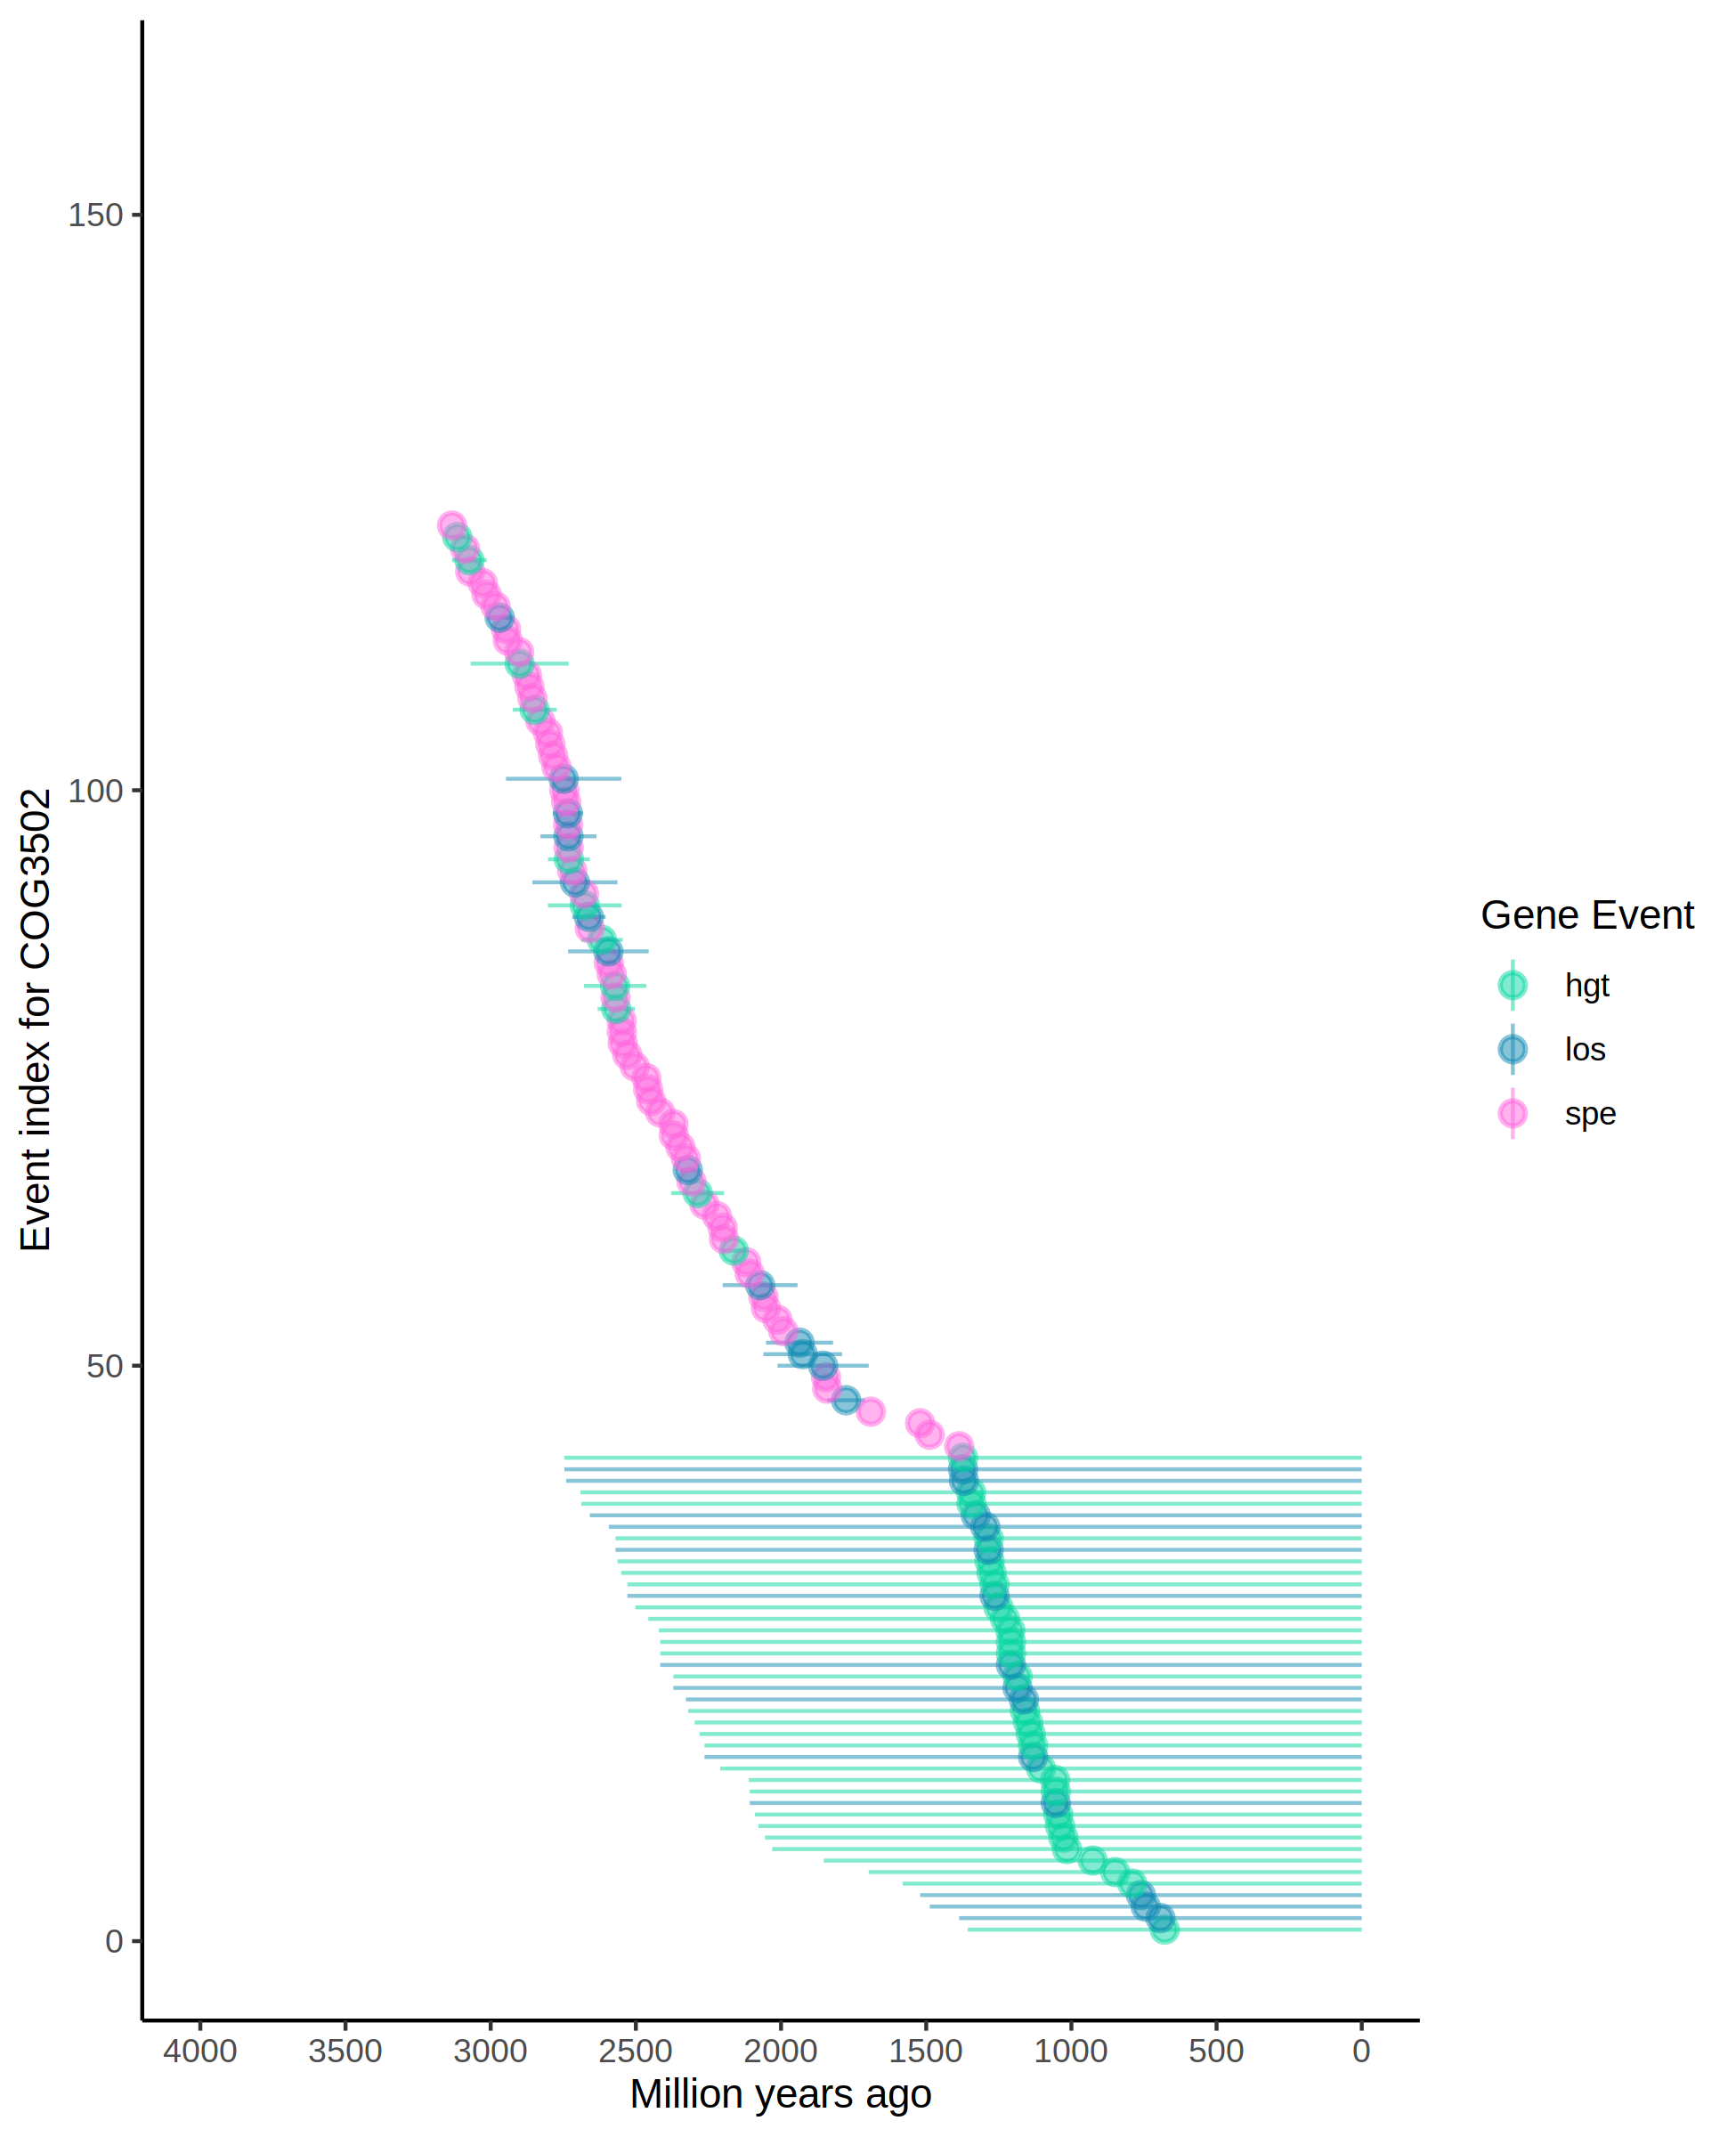 150
100
50
0
Event index for COG3502
4000 3500 3000 2500 2000 1500 1000 500 0
Million years ago
Gene Event
hgt
los
spe